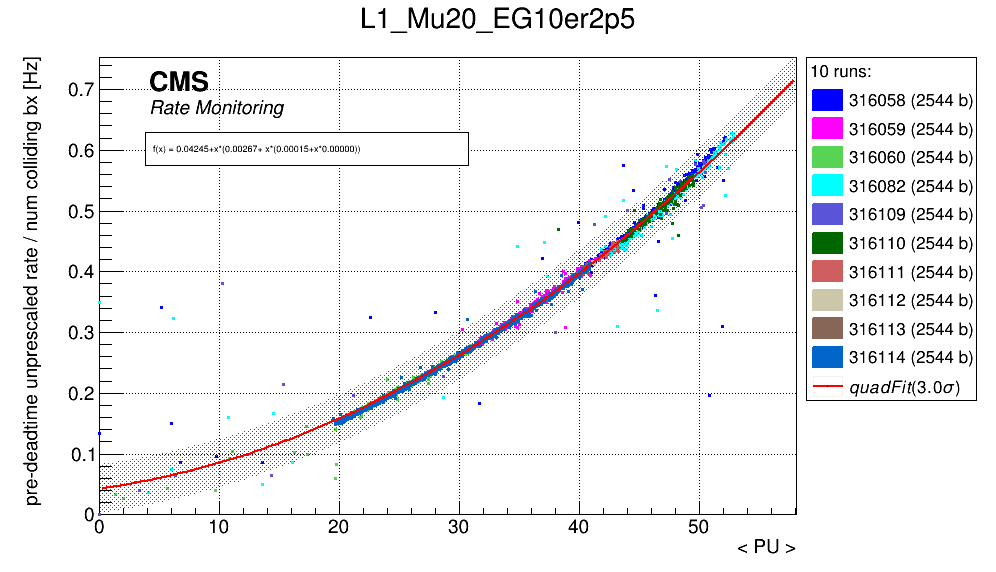 L1_Mu20_EG10er2p5
pre-deadtime unprescaled rate / num colliding bx [Hz]
0.7
0.6
0.5
0.4
0.3
0.2
0.1
0
CMS
Rate Monitoring
f(x) = 0.04245+x*(0.00267+ x*(0.00015+x*0.00000))
0
10
20
30
40
50
< PU >
10 runs:
316058 (2544 b)
316059 (2544 b)
316060 (2544 b)
316082 (2544 b)
316109 (2544 b)
316110 (2544 b)
316111 (2544 b)
316112 (2544 b)
316113 (2544 b)
316114 (2544 b)
quadFit(3.0σ)